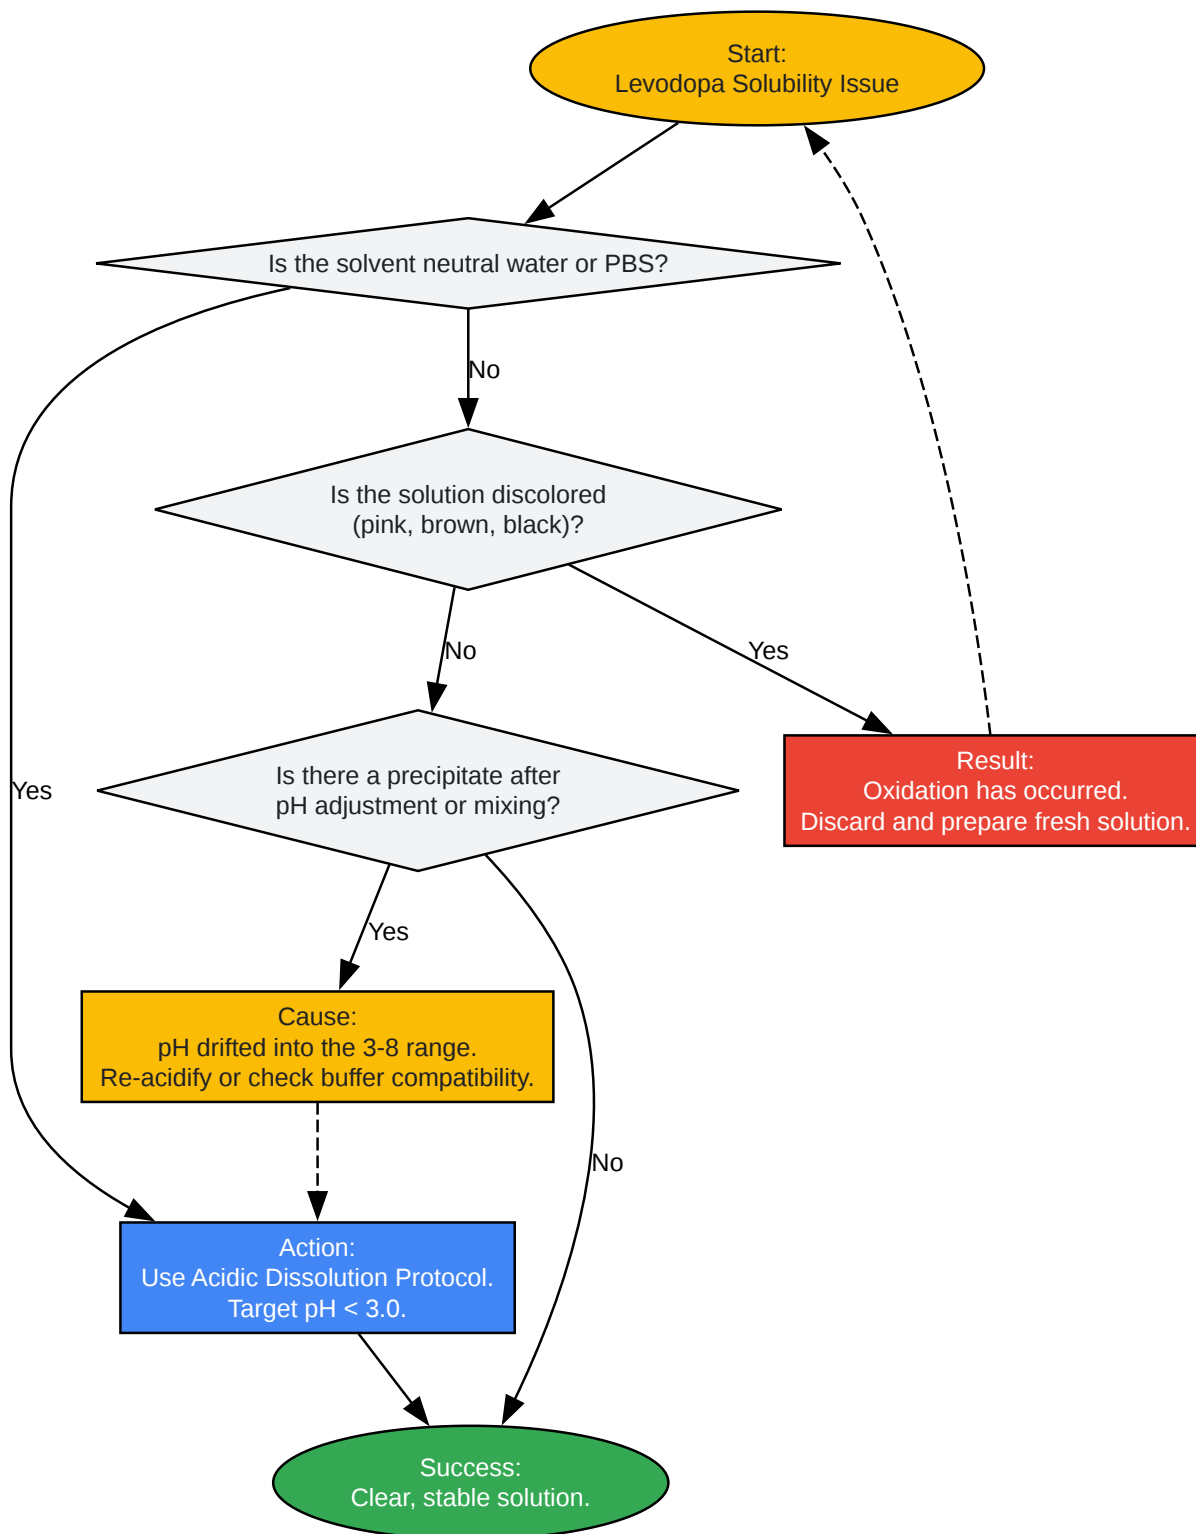 Start:
Levodopa Solubility Issue
Is the solvent neutral water or PBS?
No
Is the solution discolored
(pink, brown, black)?
No
Yes
Is there a precipitate after
pH adjustment or mixing?
Yes
Result:
Oxidation has occurred.
Discard and prepare fresh solution.
Yes
Cause:
pH drifted into the 3-8 range.
Re-acidify or check buffer compatibility.
No
Action:
Use Acidic Dissolution Protocol.
Target pH < 3.0.
Success:
Clear, stable solution.